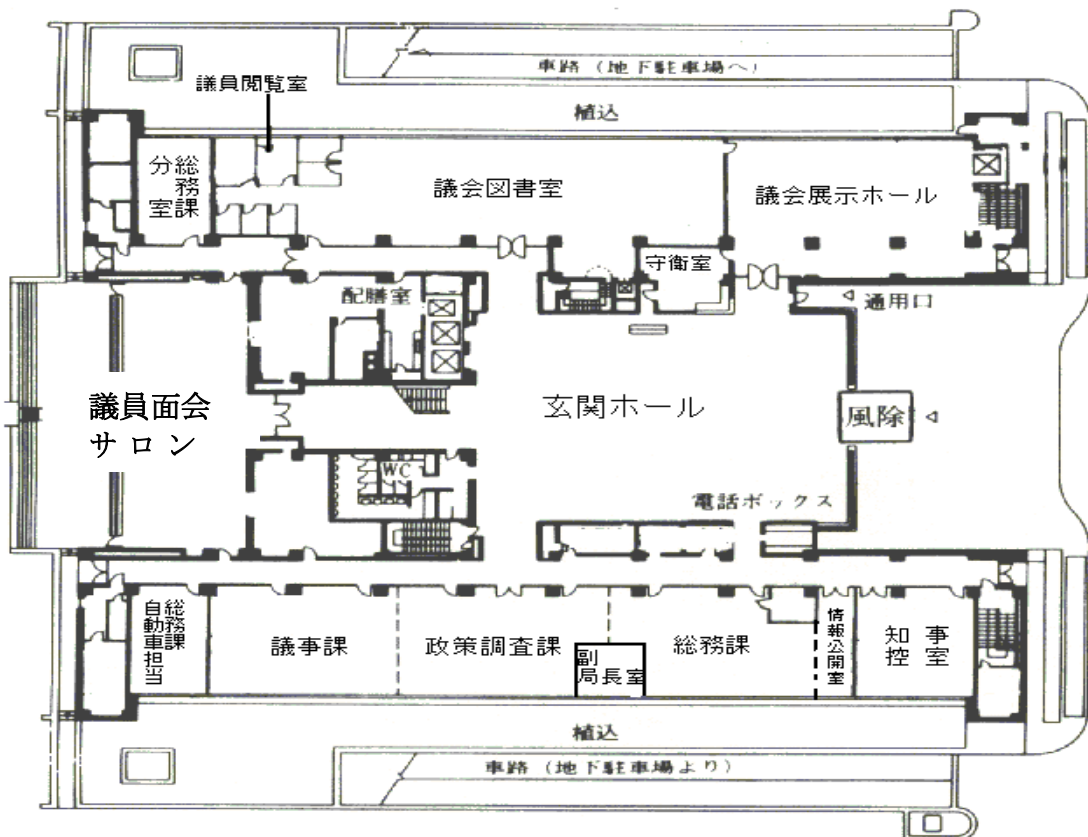 車路（地下駐車場へ）
議員閲覧室
植込
総務課
分室
議会図書室
議会展示ホール
守衛室
配膳室
通用口
議員面会
サロン
玄関ホール
風除
WC
電話ボックス
総務課
自動車担当
議事課
政策調査課
副
局長室
総務課
情報公開室
知事
控室
植込
車路（地下駐車場より）